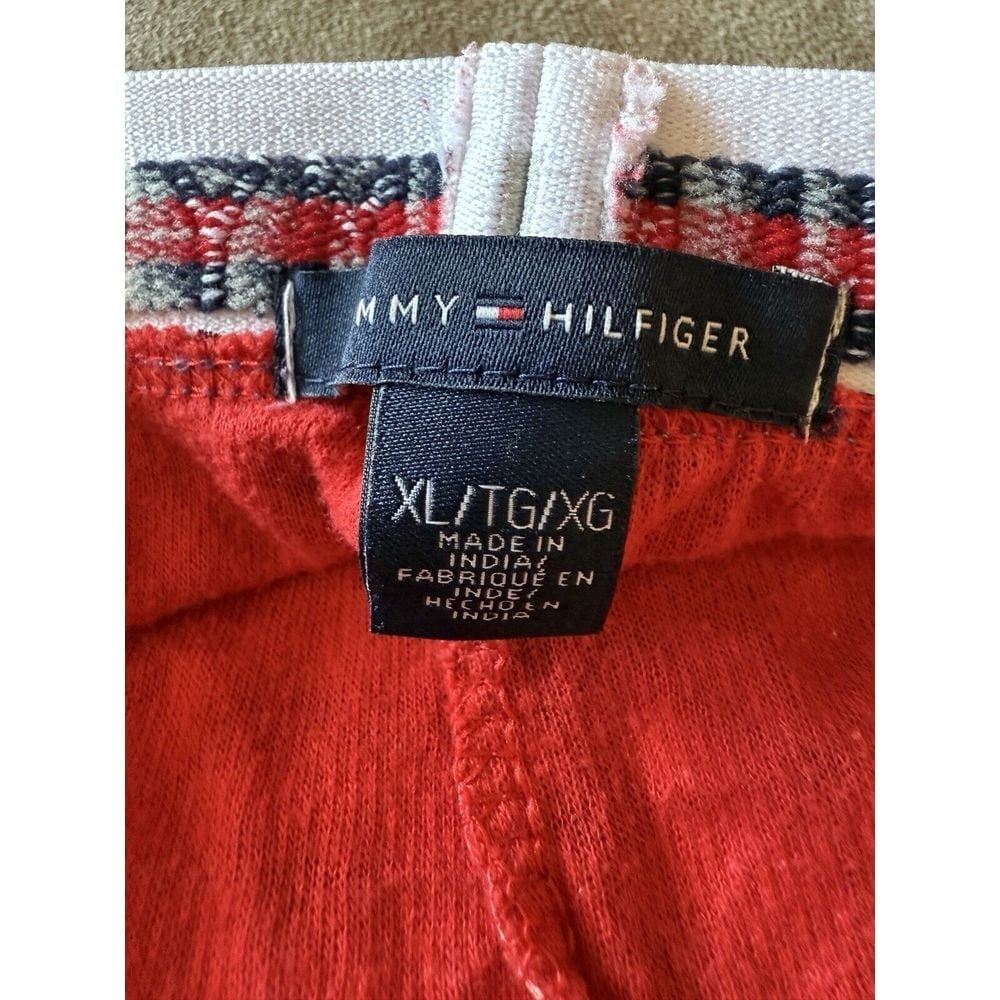 MMY HILFIGER
XL/TG/XG
MADE IN
INDIA/
FABRIQUÉ EN
INDE/
HECHO EN
INDIA